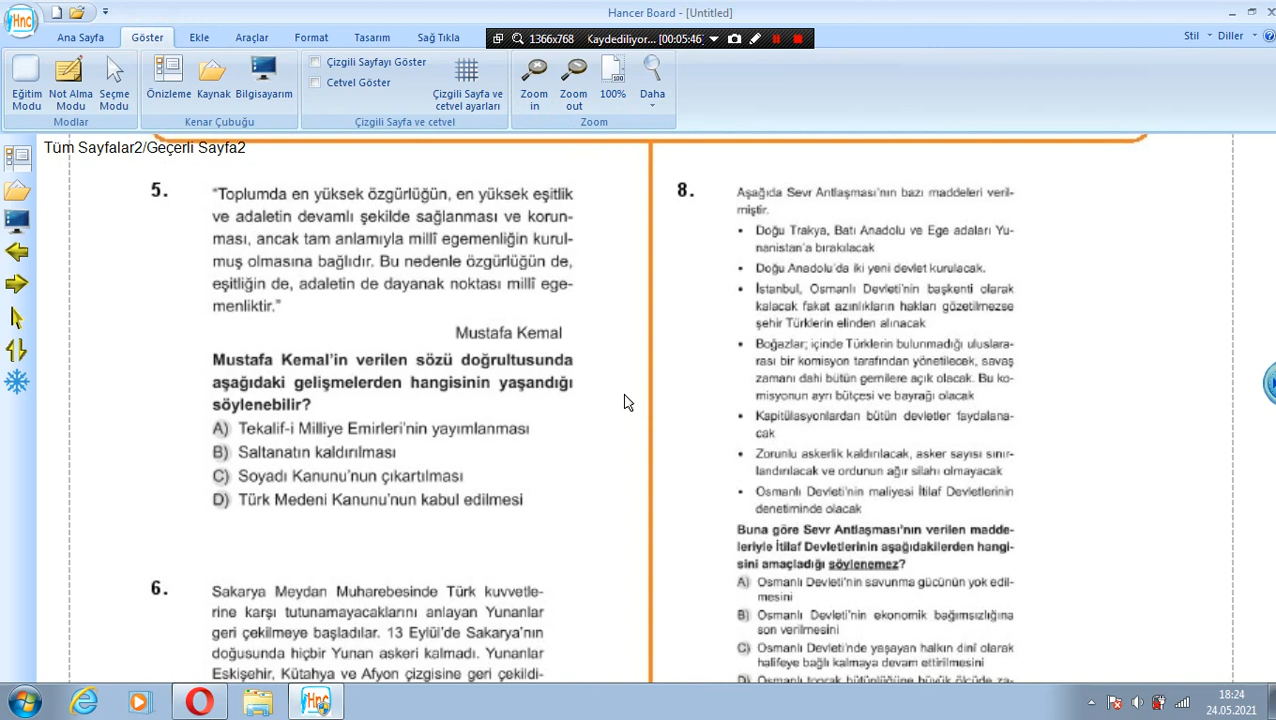 Hancer Board - [Untitled]
Hnc
Ana Sayfa
Göster
Ekle
Araçlar
Format
Tasarım
Sağ Tıkla
1366x768
Kaydediliyor... [00:05:46]
Stil
Diller
Eğitim Modu
Not Alma Modu
Seçme Modu
Modlar
Önizleme
Kaynak
Bilgisayarım
Kenar Çubuğu
Çizgili Sayfayı Göster
Cetvel Göster
Çizgili Sayfa ve cetvel ayarları
Çizgili Sayfa ve cetvel
Zoom in
Zoom out
100%
Daha
Zoom
Tüm Sayfalar2/Geçerli Sayfa2
5.
“Toplumda en yüksek özgürlüğün, en yüksek eşitlik
ve adaletin devamlı şekilde sağlanması ve korun-
ması, ancak tam anlamıyla millî egemenliğin kurul-
muş olmasına bağlıdır. Bu nedenle özgürlüğün de,
eşitliğin de, adaletin de dayanak noktası millî ege-
menliktir.”
Mustafa Kemal
Mustafa Kemal’in verilen sözü doğrultusunda
aşağıdaki gelişmelerden hangisinin yaşandığı
söylenebilir?
A) Tekalif-i Milliye Emirleri’nin yayımlanması
B) Saltanatın kaldırılması
C) Soyadı Kanunu’nun çıkartılması
D) Türk Medeni Kanunu’nun kabul edilmesi
6.
Sakarya Meydan Muharebesinde Türk kuvvetle-
rine karşı tutunamayacaklarını anlayan Yunanlar
geri çekilmeye başladılar. 13 Eylül’de Sakarya’nın
doğusunda hiçbir Yunan askeri kalmadı. Yunanlar
Eskişehir, Kütahya ve Afyon çizgisine geri çekildi-
8.
Aşağıda Sevr Antlaşması’nın bazı maddeleri veril-
miştir.
• Doğu Trakya, Batı Anadolu ve Ege adaları Yu-
nanistan’a bırakılacak
• Doğu Anadolu’da iki yeni devlet kurulacak.
• İstanbul, Osmanlı Devleti’nin başkenti olarak
kalacak fakat azınlıkların hakları gözetilmezse
şehir Türklerin elinden alınacak
• Boğazlar; içinde Türklerin bulunmadığı uluslara-
rası bir komisyon tarafından yönetilecek, savaş
zamanı dahi bütün gemilere açık olacak. Bu ko-
misyonun ayrı bütçesi ve bayrağı olacak
• Kapitülasyonlardan bütün devletler faydalana-
cak
• Zorunlu askerlik kaldırılacak, asker sayısı sınır-
landırılacak ve ordunun ağır silahı olmayacak
• Osmanlı Devleti’nin maliyesi İtilaf Devletlerinin
denetiminde olacak
Buna göre Sevr Antlaşması’nın verilen madde-
leriyle İtilaf Devletlerinin aşağıdakilerden hangi-
sini amaçladığı söylenemez?
A) Osmanlı Devleti’nin savunma gücünün yok edil-
mesini
B) Osmanlı Devleti’nin ekonomik bağımsızlığına
son verilmesini
C) Osmanlı Devleti’nde yaşayan halkın dinî olarak
halifeye bağlı kalmaya devam ettirilmesini
D) Osmanlı toprak bütünlüğüne büyük ölçüde za-
Hnc
18:24
24.05.2021